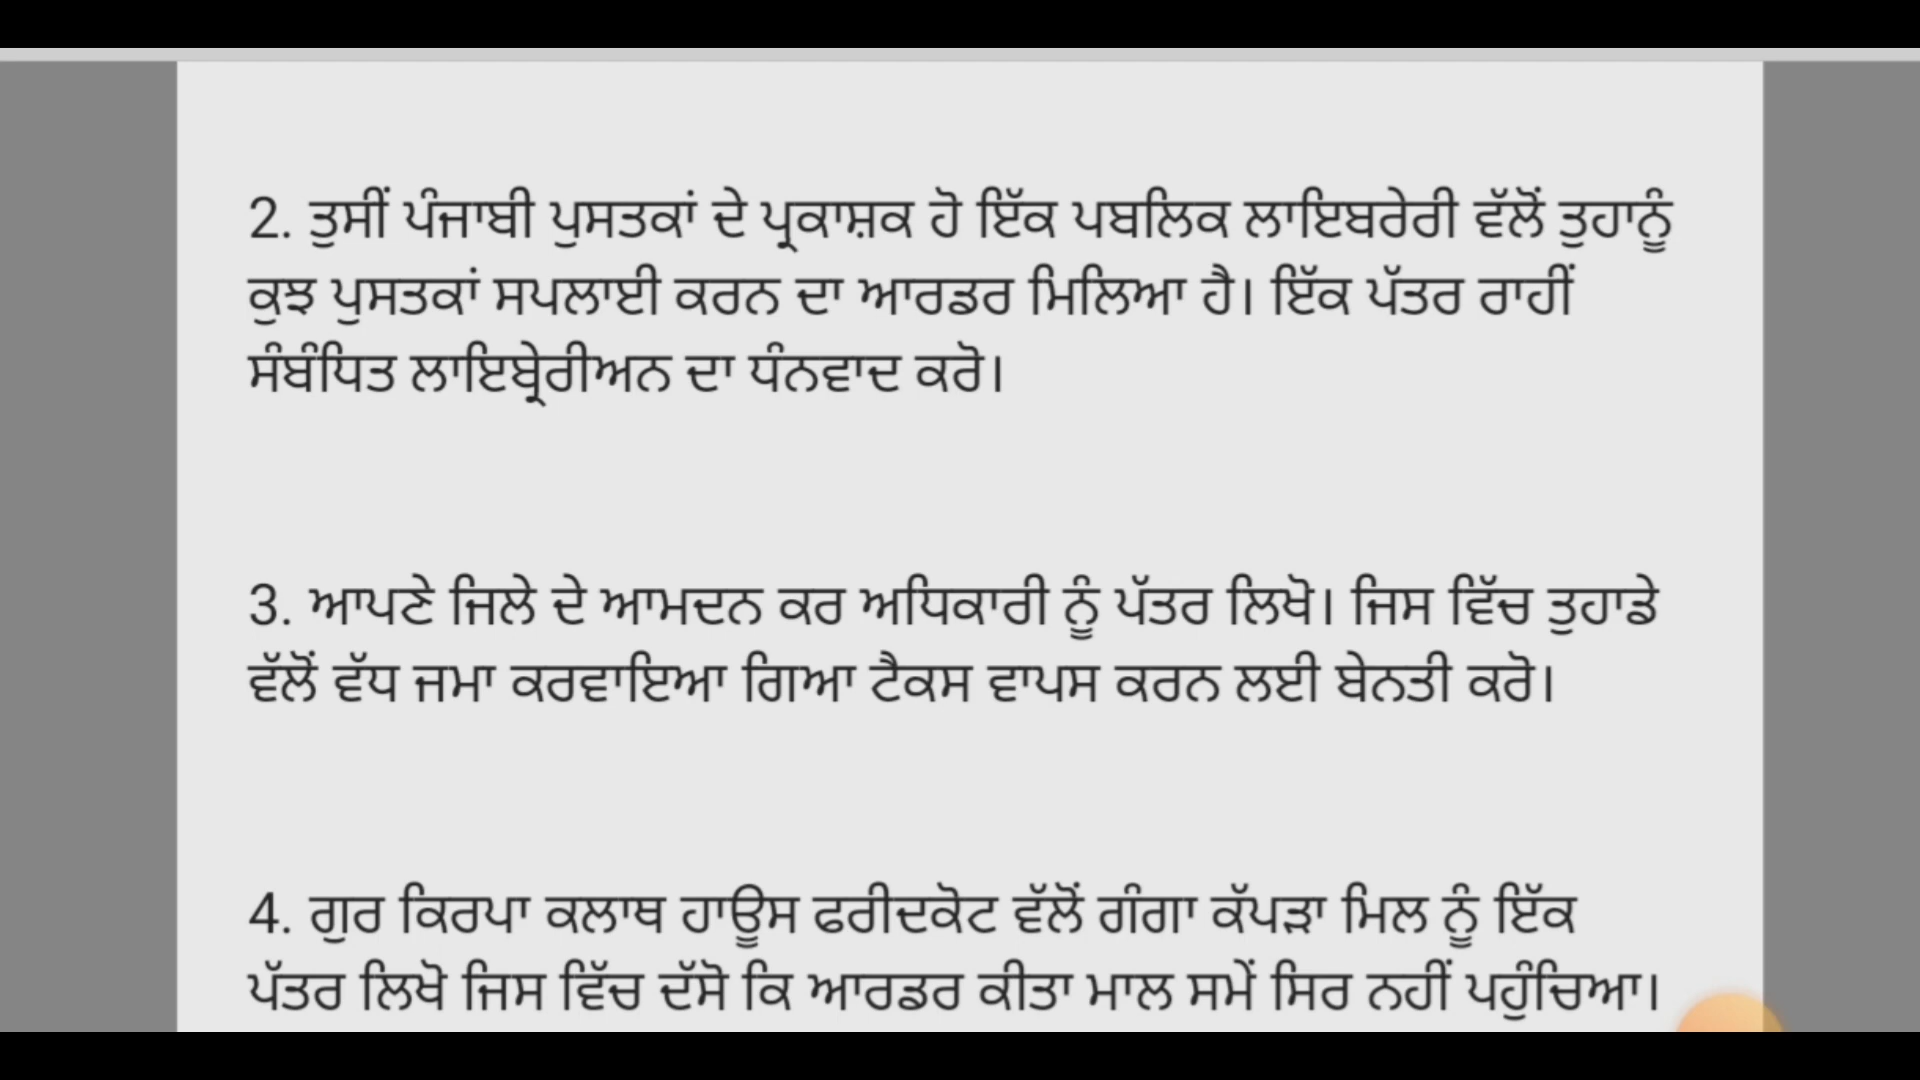 2. ਤੁਸੀਂ ਪੰਜਾਬੀ ਪੁਸਤਕਾਂ ਦੇ ਪ੍ਰਕਾਸ਼ਕ ਹੋ ਇੱਕ ਪਬਲਿਕ ਲਾਇਬਰੇਰੀ ਵੱਲੋਂ ਤੁਹਾਨੂੰ
ਕੁਝ ਪੁਸਤਕਾਂ ਸਪਲਾਈ ਕਰਨ ਦਾ ਆਰਡਰ ਮਿਲਿਆ ਹੈ। ਇੱਕ ਪੱਤਰ ਰਾਹੀਂ
ਸੰਬੰਧਿਤ ਲਾਇਬ੍ਰੇਰੀਅਨ ਦਾ ਧੰਨਵਾਦ ਕਰੋ।
3. ਆਪਣੇ ਜਿਲੇ ਦੇ ਆਮਦਨ ਕਰ ਅਧਿਕਾਰੀ ਨੂੰ ਪੱਤਰ ਲਿਖੋ। ਜਿਸ ਵਿੱਚ ਤੁਹਾਡੇ
ਵੱਲੋਂ ਵੱਧ ਜਮਾ ਕਰਵਾਇਆ ਗਿਆ ਟੈਕਸ ਵਾਪਸ ਕਰਨ ਲਈ ਬੇਨਤੀ ਕਰੋ।
4. ਗੁਰ ਕਿਰਪਾ ਕਲਾਥ ਹਾਊਸ ਫਰੀਦਕੋਟ ਵੱਲੋਂ ਗੰਗਾ ਕੱਪੜਾ ਮਿਲ ਨੂੰ ਇੱਕ
ਪੱਤਰ ਲਿਖੋ ਜਿਸ ਵਿੱਚ ਦੱਸੋ ਕਿ ਆਰਡਰ ਕੀਤਾ ਮਾਲ ਸਮੇਂ ਸਿਰ ਨਹੀਂ ਪਹੁੰਚਿਆ।